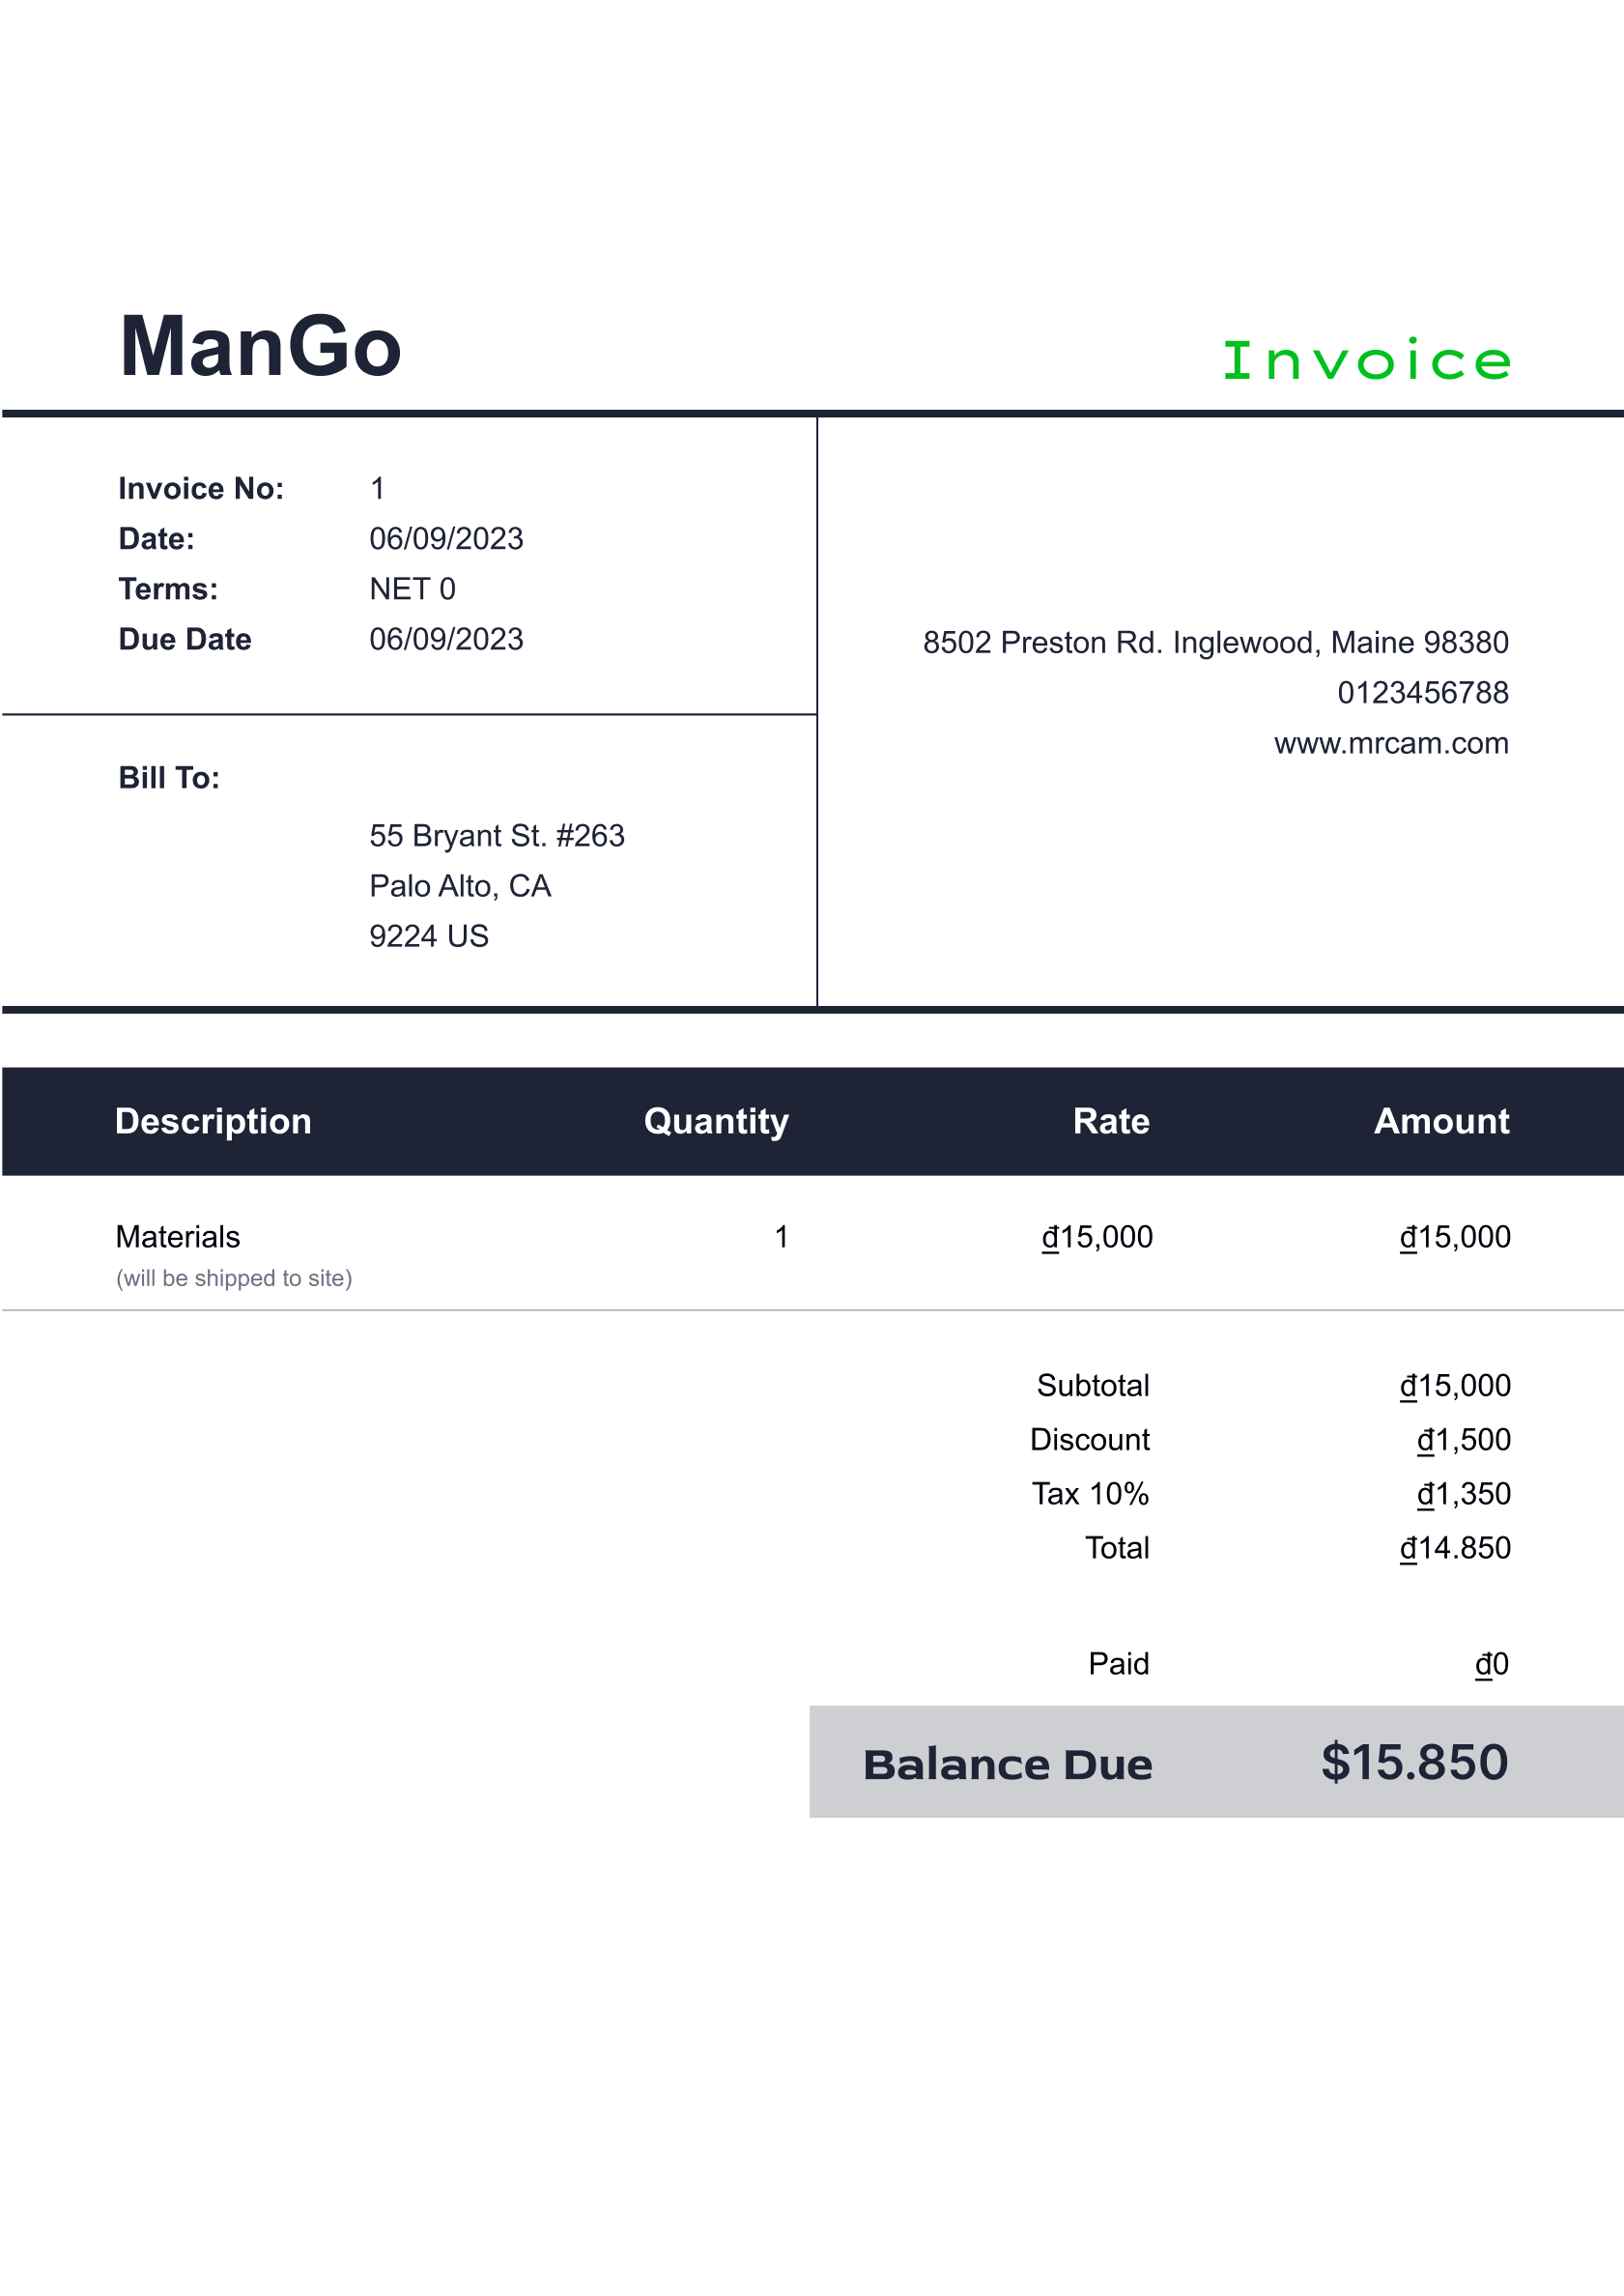 ManGo
Invoice
Invoice No: 1
Date: 06/09/2023
Terms: NET 0
Due Date 06/09/2023
8502 Preston Rd. Inglewood, Maine 98380
0123456788
www.mrcam.com
Bill To:
55 Bryant St. #263
Palo Alto, CA
9224 US
Description Quantity Rate Amount
Materials 1 ₫15,000 ₫15,000
(will be shipped to site)
Subtotal ₫15,000
Discount ₫1,500
Tax 10% ₫1,350
Total ₫14.850
Paid ₫0
Balance Due $15.850